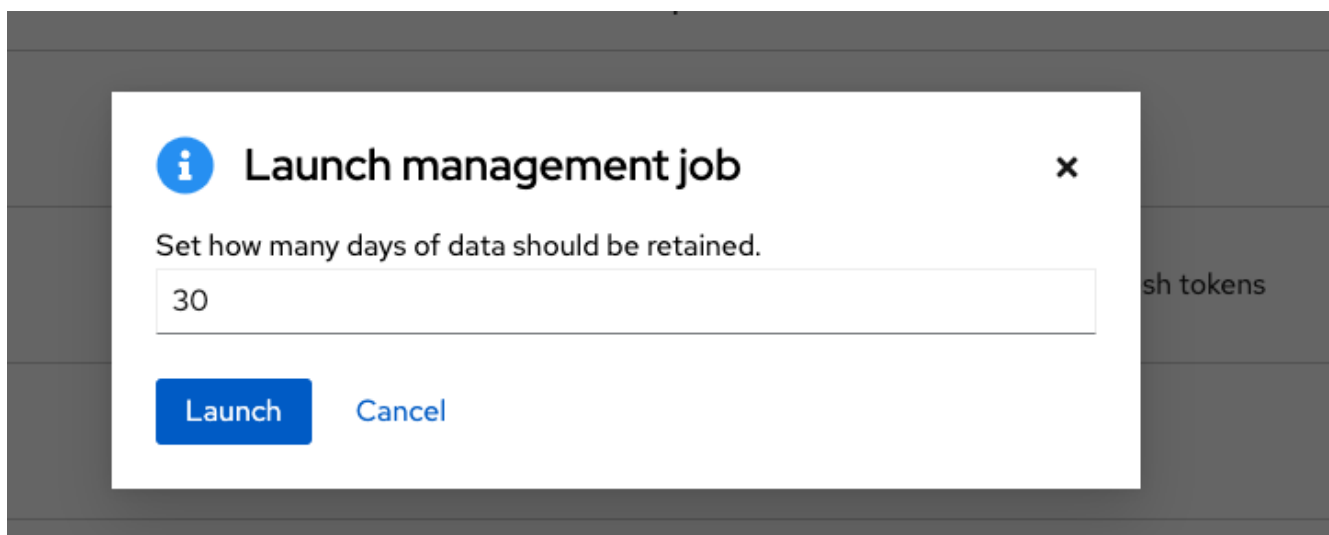 Launch management job
Set how many days of data should be retained.
30
sh tokens
Launch
Cancel